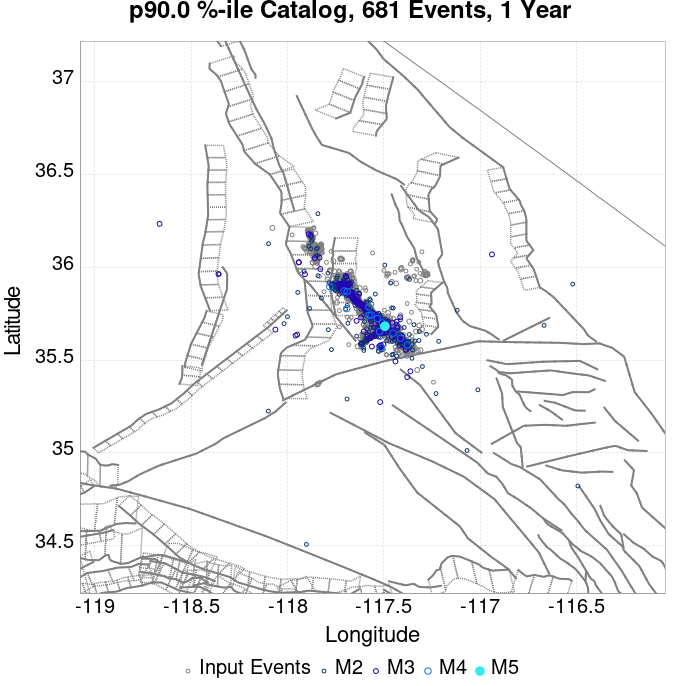 p90.0 %-ile Catalog, 681 Events, 1 Year
37
36.5
36
35.5
35
34.5
Latitude
-119
-118.5
-118
-117.5
-117
-116.5
Longitude
Input Events
M2
M3
M4
M5